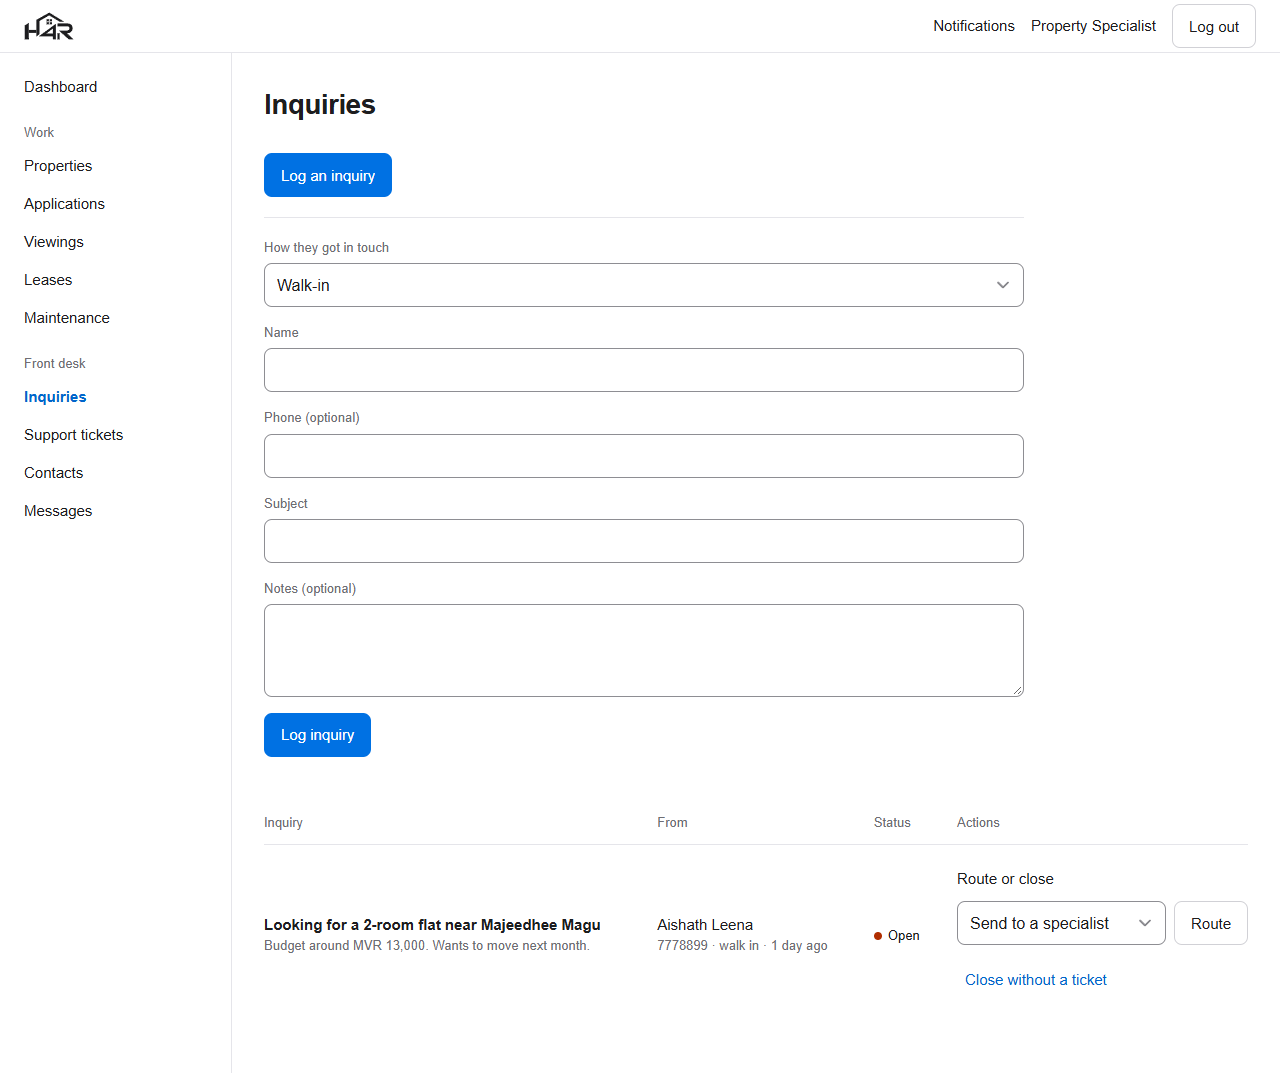 HAR
Notifications
Property Specialist
Log out
Dashboard
Work
Properties
Applications
Viewings
Leases
Maintenance
Front desk
Inquiries
Support tickets
Contacts
Messages
Inquiries
Log an inquiry
How they got in touch
Walk-in
Name
Phone (optional)
Subject
Notes (optional)
Log inquiry
Inquiry
From
Status
Actions
Looking for a 2-room flat near Majeedhee Magu
Budget around MVR 13,000. Wants to move next month.
Aishath Leena
7778899 · walk in · 1 day ago
Open
Route or close
Send to a specialist
Route
Close without a ticket